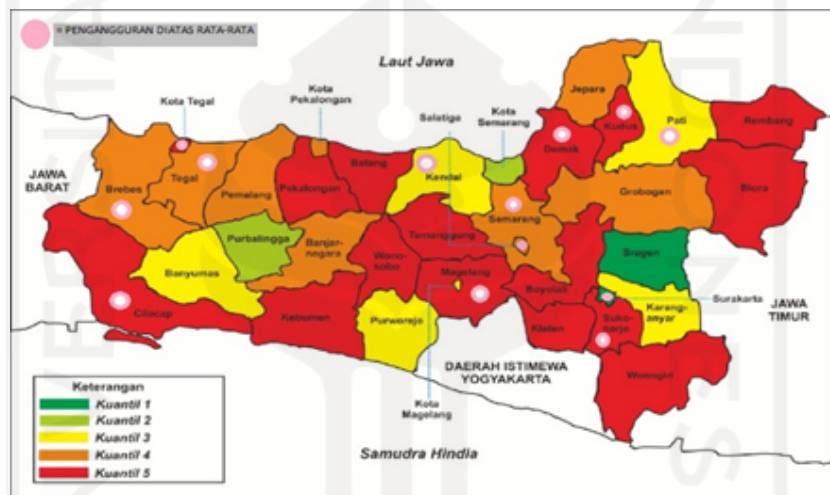 = PENGANGGURAN DIATAS RATA-RATA
Laut Jawa
Kota Tegal
Kota
Pekalongan
Salatiga
Kota
Semarang
Jepara
Kudus
Pati
Rembang
Demak
JAWA
BARAT
Brebes
Tegal
Pemalang
Pekalongan
Batang
Kendal
Semarang
Grobogan
Blora
Purbalingga
Banjar-
negara
Wono-
sobo
Temanggung
Banyumas
Magelang
Boyolali
Sragen
Surakarta
Cilacap
Kebumen
Purworejo
Klaten
Suko-
harjo
Karang-
anyar
JAWA
TIMUR
Wonogiri
DAERAH ISTIMEWA
YOGYAKARTA
Kota
Magelang
Samudra Hindia
Keterangan
Kuantil 1
Kuantil 2
Kuantil 3
Kuantil 4
Kuantil 5